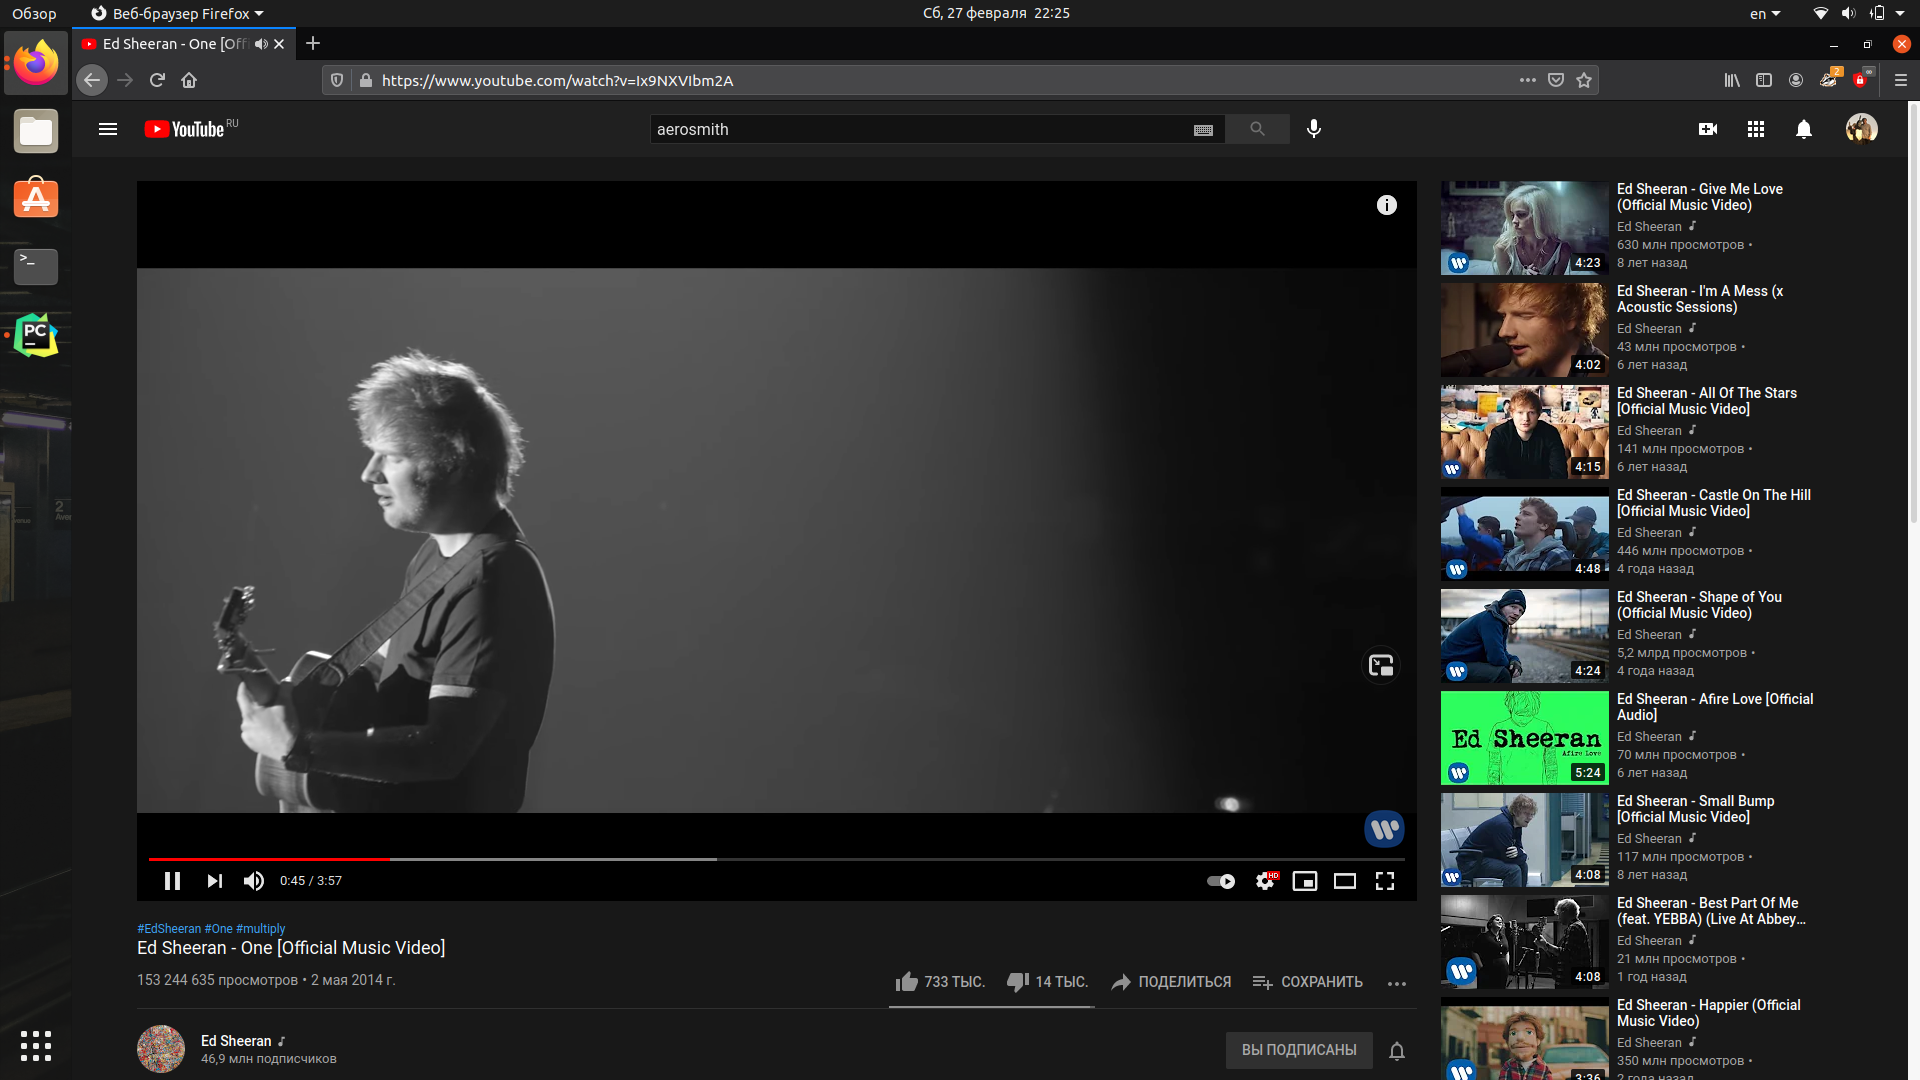 Обзор
Веб-браузер Firefox
Сб, 27 февраля 22:25
en
Ed Sheeran - One [Offi
https://www.youtube.com/watch?v=Ix9NXVIbm2A
2
YouTube RU
aerosmith
0:45 / 3:57
HD
#EdSheeran #One #multiply
Ed Sheeran - One [Official Music Video]
153 244 635 просмотров • 2 мая 2014 г.
733 ТЫС.
14 ТЫС.
ПОДЕЛИТЬСЯ
СОХРАНИТЬ
Ed Sheeran
46,9 млн подписчиков
ВЫ ПОДПИСАНЫ
4:23
Ed Sheeran - Give Me Love
(Official Music Video)
Ed Sheeran
630 млн просмотров •
8 лет назад
4:02
Ed Sheeran - I'm A Mess (x
Acoustic Sessions)
Ed Sheeran
43 млн просмотров •
6 лет назад
4:15
Ed Sheeran - All Of The Stars
[Official Music Video]
Ed Sheeran
141 млн просмотров •
6 лет назад
4:48
Ed Sheeran - Castle On The Hill
[Official Music Video]
Ed Sheeran
446 млн просмотров •
4 года назад
4:24
Ed Sheeran - Shape of You
(Official Music Video)
Ed Sheeran
5,2 млрд просмотров •
4 года назад
Ed Sheeran
Afire Love
5:24
Ed Sheeran - Afire Love [Official
Audio]
Ed Sheeran
70 млн просмотров •
6 лет назад
4:08
Ed Sheeran - Small Bump
[Official Music Video]
Ed Sheeran
117 млн просмотров •
8 лет назад
4:08
Ed Sheeran - Best Part Of Me
(feat. YEBBA) (Live At Abbey...
Ed Sheeran
21 млн просмотров •
1 год назад
3:36
Ed Sheeran - Happier (Official
Music Video)
Ed Sheeran
350 млн просмотров •
2 года назад
PC